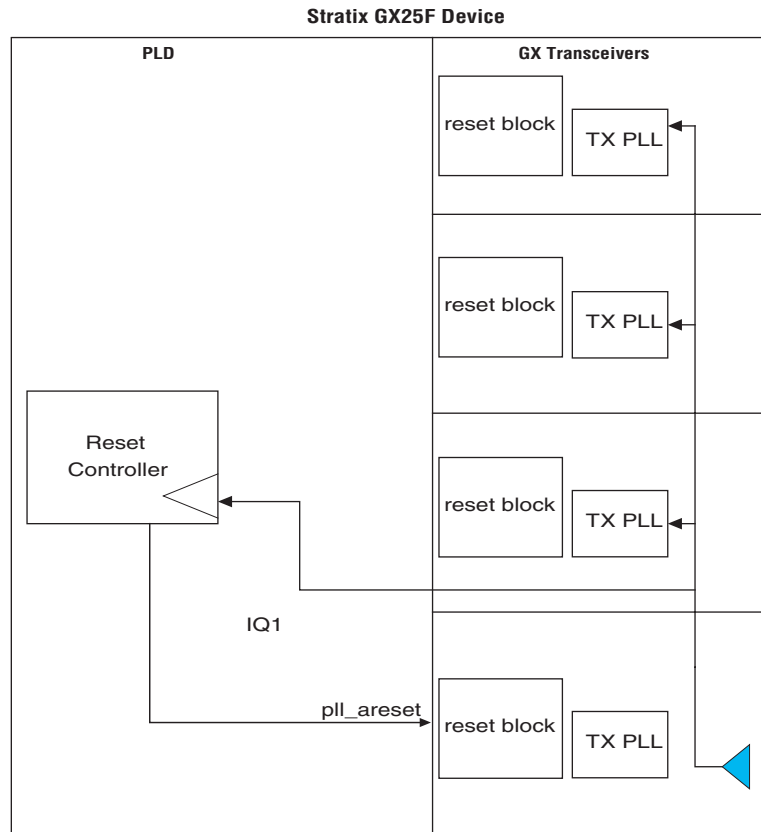 Stratix GX25F Device
PLD
GX Transceivers
reset block
TX PLL
reset block
TX PLL
Reset
Controller
reset block
TX PLL
IQ1
pll_areset
reset block
TX PLL